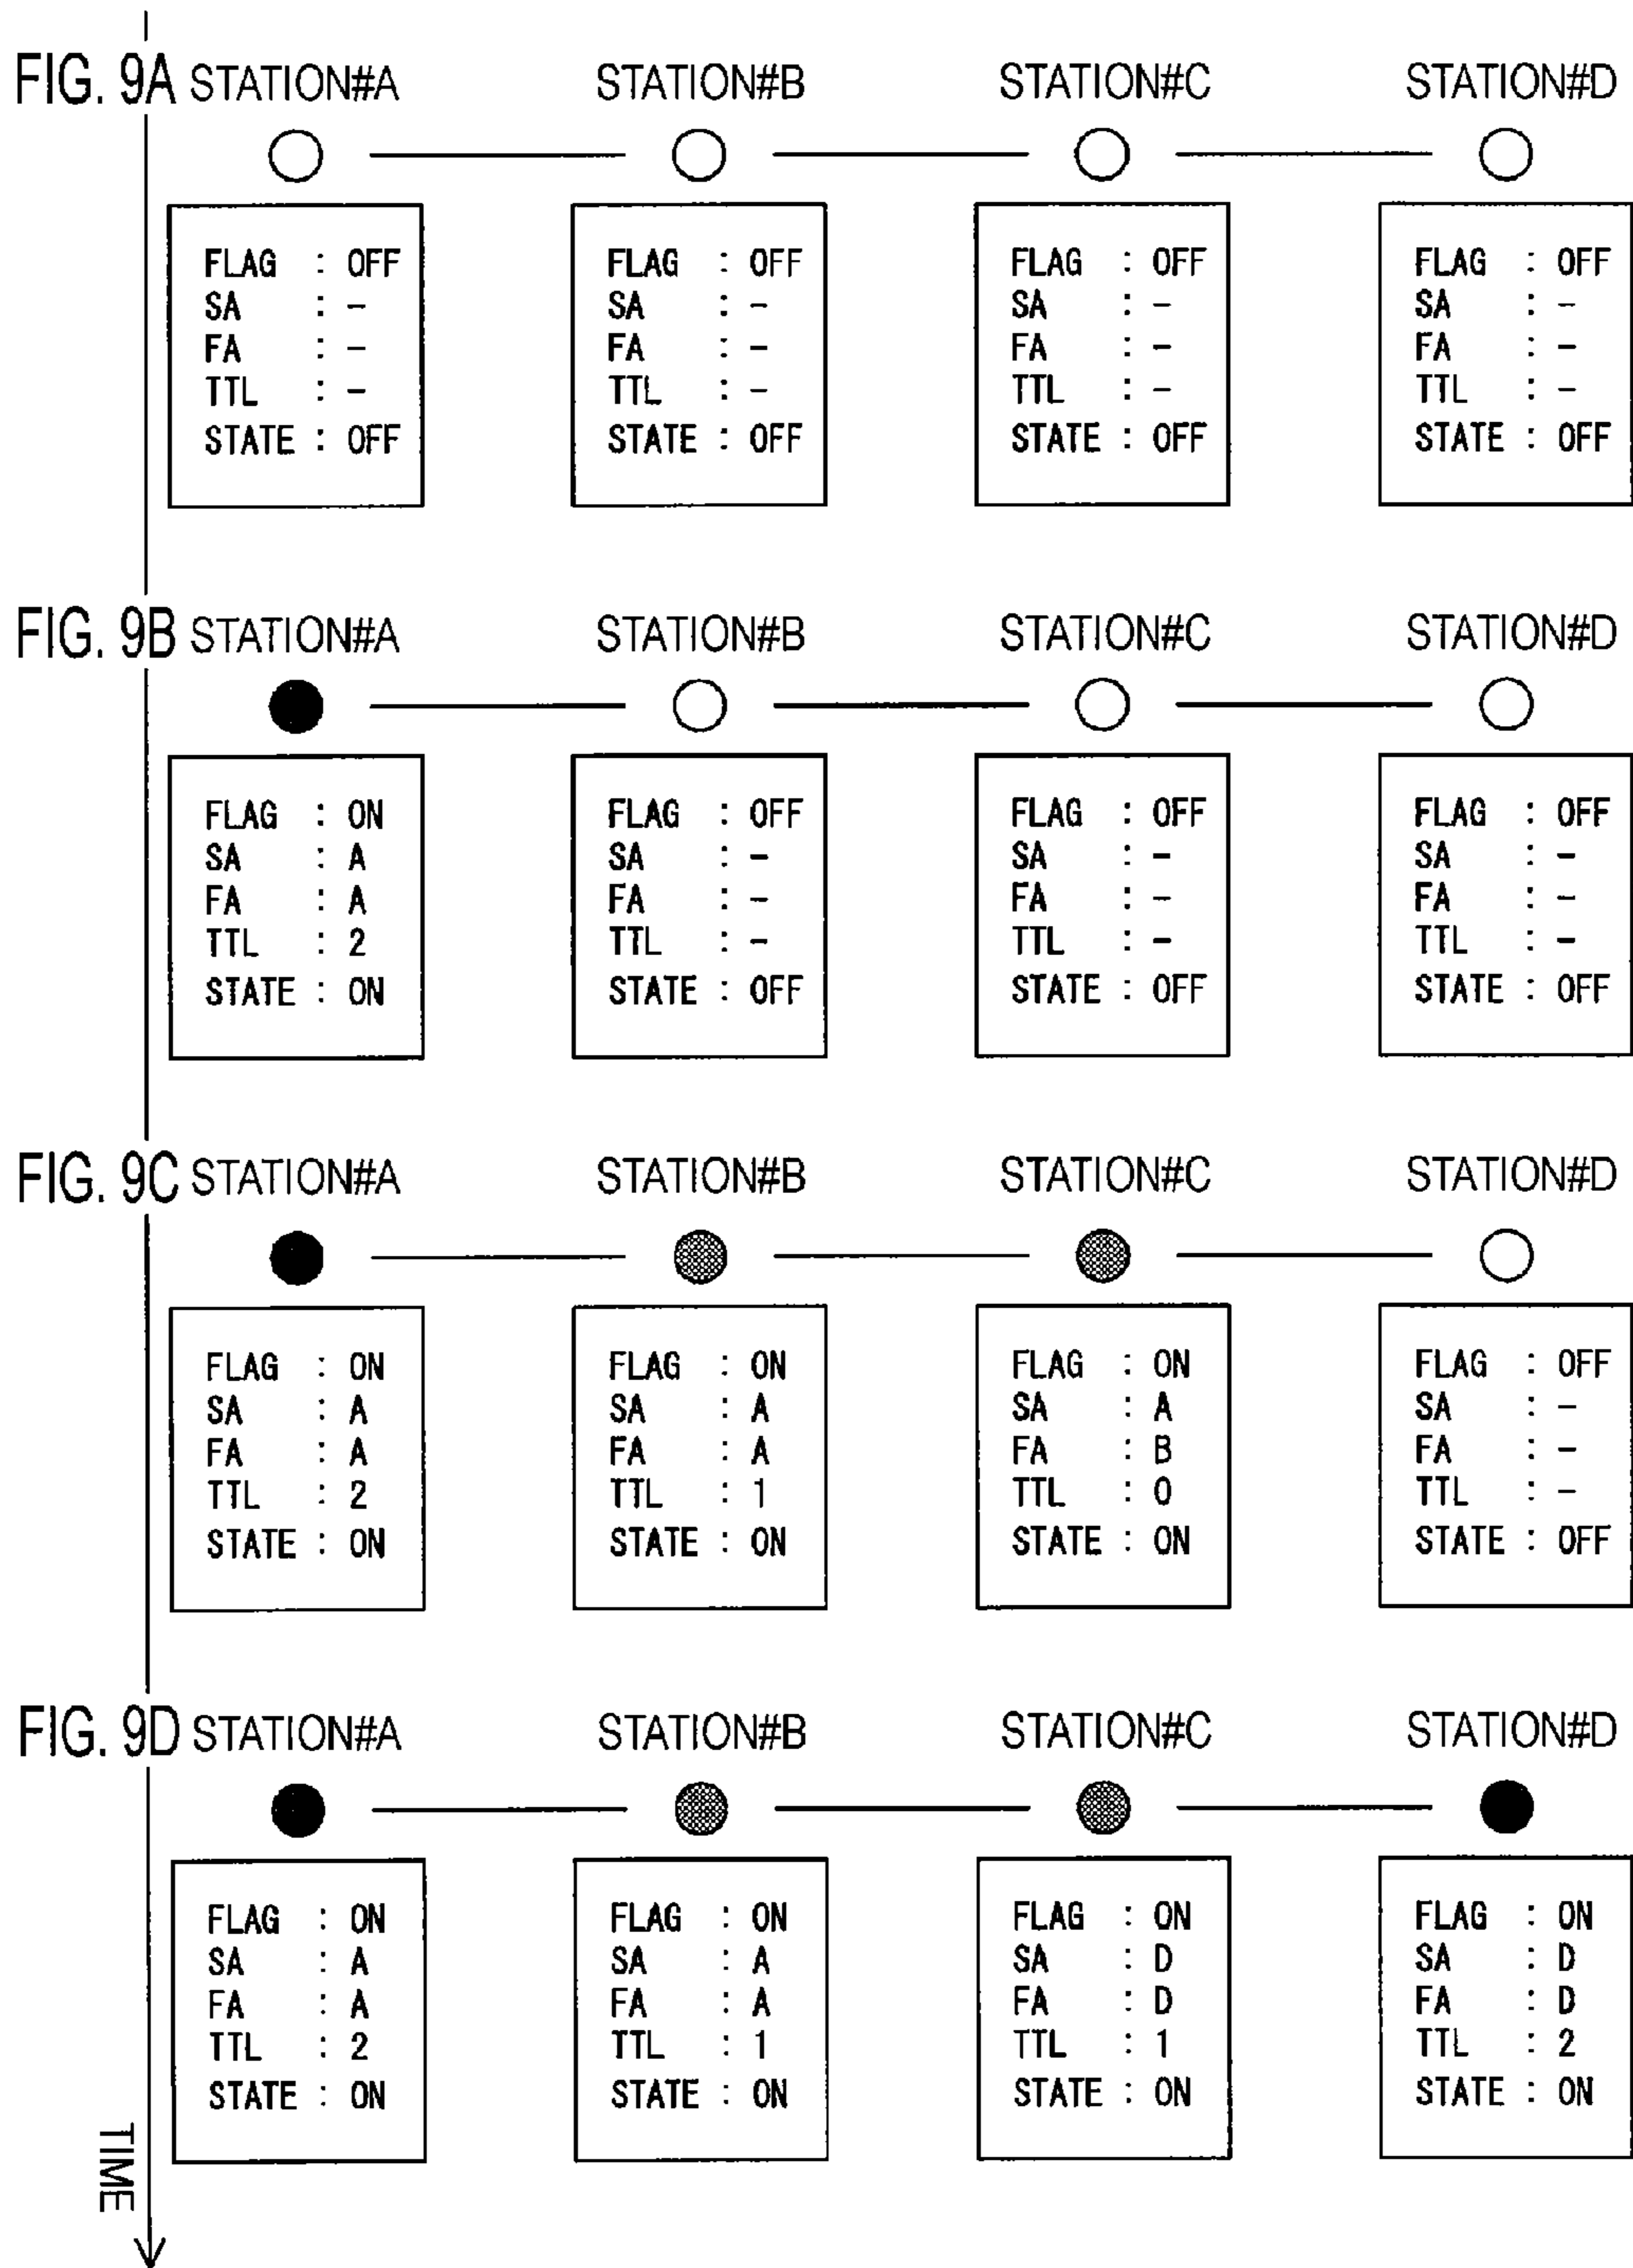 FIG. 9A STATION#A STATION#B STATION#C STATION#D
FLAG : OFF FLAG : OFF FLAG : OFF FLAG : OFF
SA : - SA : - SA : - SA : -
FA : - FA : - FA : - FA : -
TTL : - TTL : - TTL : - TTL : -
STATE : OFF STATE : OFF STATE : OFF STATE : OFF
FIG. 9B STATION#A STATION#B STATION#C STATION#D
FLAG : ON FLAG : OFF FLAG : OFF FLAG : OFF
SA : A SA : - SA : - SA : -
FA : A FA : - FA : - FA : -
TTL : 2 TTL : - TTL : - TTL : -
STATE : ON STATE : OFF STATE : OFF STATE : OFF
FIG. 9C STATION#A STATION#B STATION#C STATION#D
FLAG : ON FLAG : ON FLAG : ON FLAG : OFF
SA : A SA : A SA : A SA : -
FA : A FA : A FA : B FA : -
TTL : 2 TTL : 1 TTL : 0 TTL : -
STATE : ON STATE : ON STATE : ON STATE : OFF
FIG. 9D STATION#A STATION#B STATION#C STATION#D
FLAG : ON FLAG : ON FLAG : ON FLAG : ON
SA : A SA : A SA : D SA : D
FA : A FA : A FA : D FA : D
TTL : 2 TTL : 1 TTL : 1 TTL : 2
STATE : ON STATE : ON STATE : ON STATE : ON
TIME